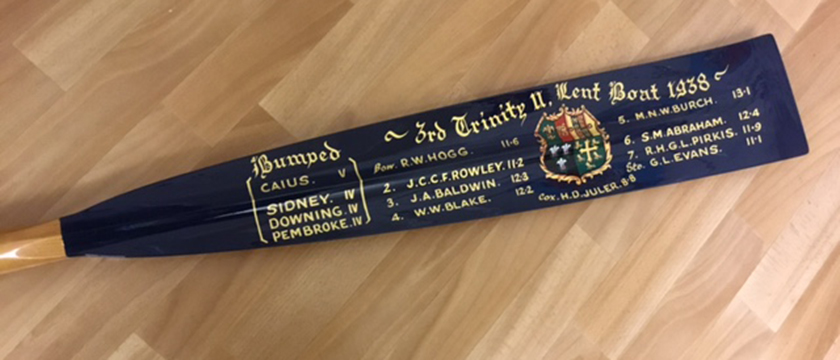 ~ 3rd Trinity II. Lent Boat 1938 ~
Bumped
CAIUS. V
SIDNEY. IV
DOWNING. IV
PEMBROKE. IV
Bow. R.W.HOGG. 11·6
2. J.C.C.F.ROWLEY. 11·2
3. J.A.BALDWIN. 12·3
4. W.W.BLAKE. 12·2
5. M.N.W.BURCH. 13·1
6. S.M.ABRAHAM. 12·4
7. R.H.G.L.PIRKIS. 11·9
Ste. G.L.EVANS. 11·1
Cox. H.D.JULER. 8·8